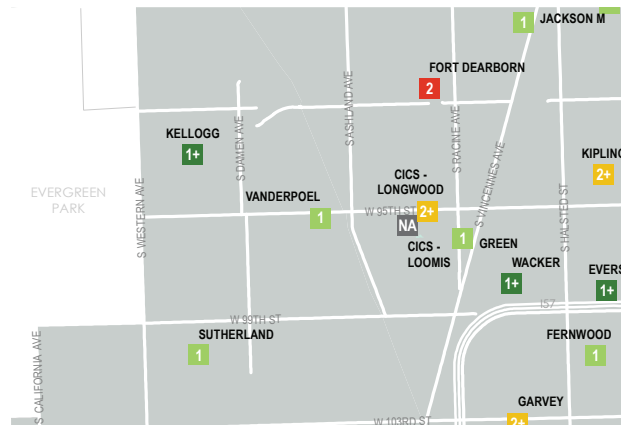 JACKSON M
1
FORT DEARBORN
2
S ASHLAND AVE
S RACINE AVE
S DAMEN AVE
KELLOGG
1+
S VINCENNES AVE
KIPLING
2+
CICS -
LONGWOOD
EVERGREEN
PARK
S WESTERN AVE
VANDERPOEL
1
W 95TH ST
2+
NA
S HALSTED ST
CICS -
LOOMIS
1
GREEN
WACKER
1+
EVERS
1+
I57
W 99TH ST
SUTHERLAND
1
FERNWOOD
1
S CALIFORNIA AVE
GARVEY
2+
W 103RD ST